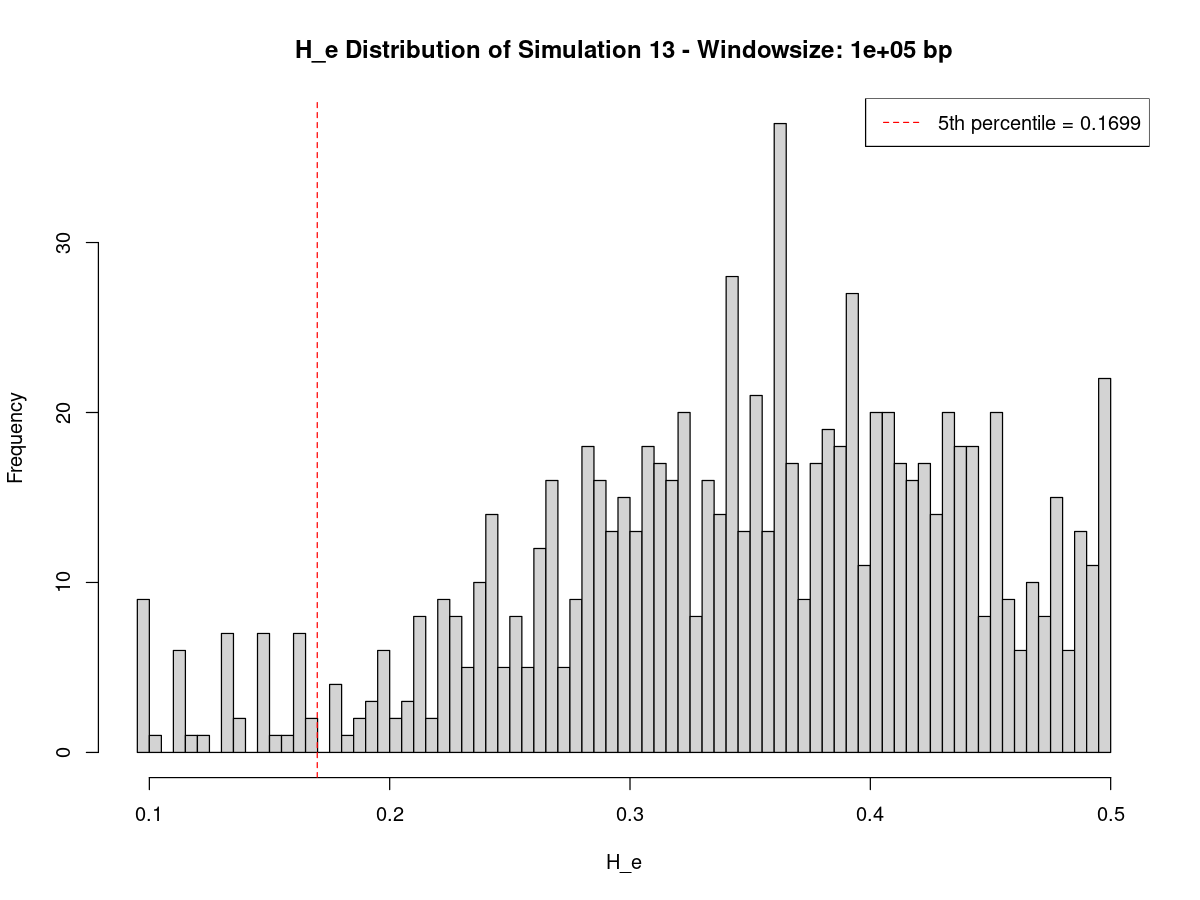 H_e Distribution of Simulation 13 - Windowsize: 1e+05 bp
5th percentile = 0.1699
Frequency
30
20
10
0
0.1 0.2 0.3 0.4 0.5
H_e